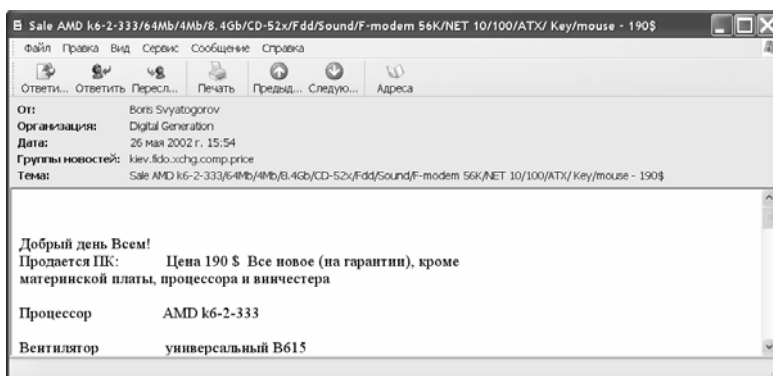 Sale AMD k6-2-333/64Mb/4Mb/8.4Gb/CD-52x/Fdd/Sound/F-modem 56K/NET 10/100/ATX/ Key/mouse - 190$
Файл Правка Вид Сервис Сообщение Справка
Ответи... Ответить Пересл... Печать Предыд... Следую... Адреса
От: Boris Svyatogorov
Организация: Digital Generation
Дата: 26 мая 2002 г. 15:54
Группы новостей: kiev.fido.xchg.comp.price
Тема: Sale AMD k6-2-333/64Mb/4Mb/8.4Gb/CD-52x/Fdd/Sound/F-modem 56K/NET 10/100/ATX/ Key/mouse - 190$
Добрый день Всем!
Продается ПК: Цена 190 $ Все новое (на гарантии), кроме
материнской платы, процессора и винчестера
Процессор AMD k6-2-333
Вентилятор универсальный B615